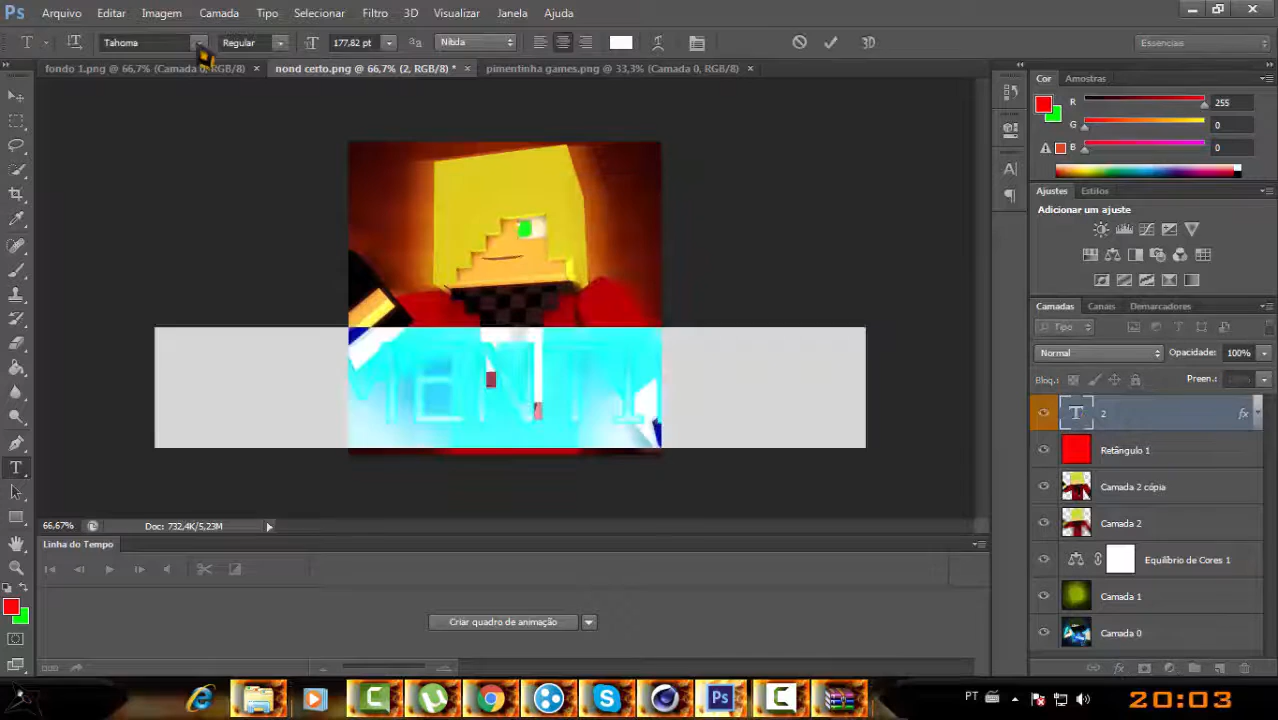 Ps Arquivo Editar Imagem Camada Tipo Selecionar Filtro 3D Visualizar Janela Ajuda
T Tahoma Regular 177,82 pt Nítida 3D Essenciais
fondo 1.png @ 66,7% (Camada 0, RGB/8) × nond certo.png @ 66,7% (2, RGB/8) * × pimentinha games.png @ 33,3% (Camada 0, RGB/8) ×
Cor Amostras
R 255
G 0
B 0
Ajustes Estilos
Adicionar um ajuste
Camadas Canais Demarcadores
Tipo
Normal Opacidade: 100%
Bloq.: Preen.:
T 2 fx
Retângulo 1
Camada 2 cópia
Camada 2
Equilíbrio de Cores 1
Camada 1
Camada 0
66,67% Doc: 732,4K/5,23M
Linha do Tempo
Criar quadro de animação
PT 20:03